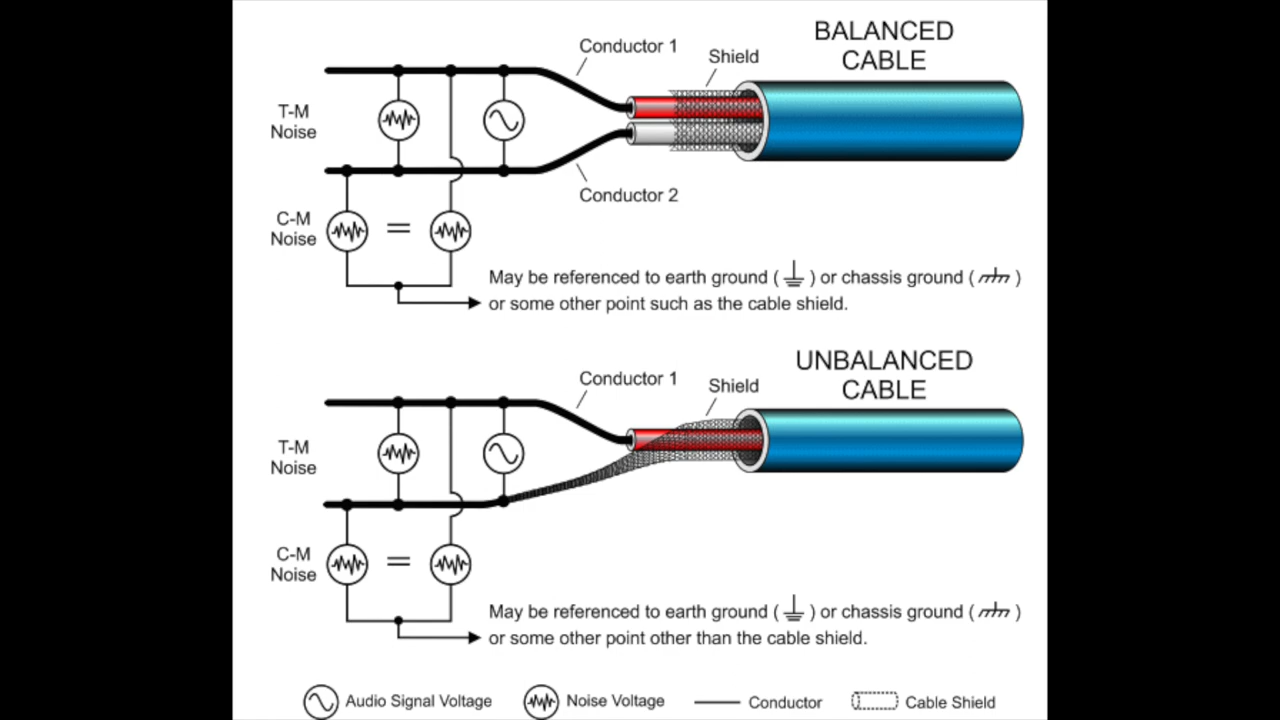 BALANCED
CABLE
Conductor 1
Shield
T-M
Noise
Conductor 2
C-M
Noise
May be referenced to earth ground ( ) or chassis ground ( )
or some other point such as the cable shield.
UNBALANCED
CABLE
Conductor 1
Shield
T-M
Noise
C-M
Noise
May be referenced to earth ground ( ) or chassis ground ( )
or some other point other than the cable shield.
Audio Signal Voltage
Noise Voltage
Conductor
Cable Shield